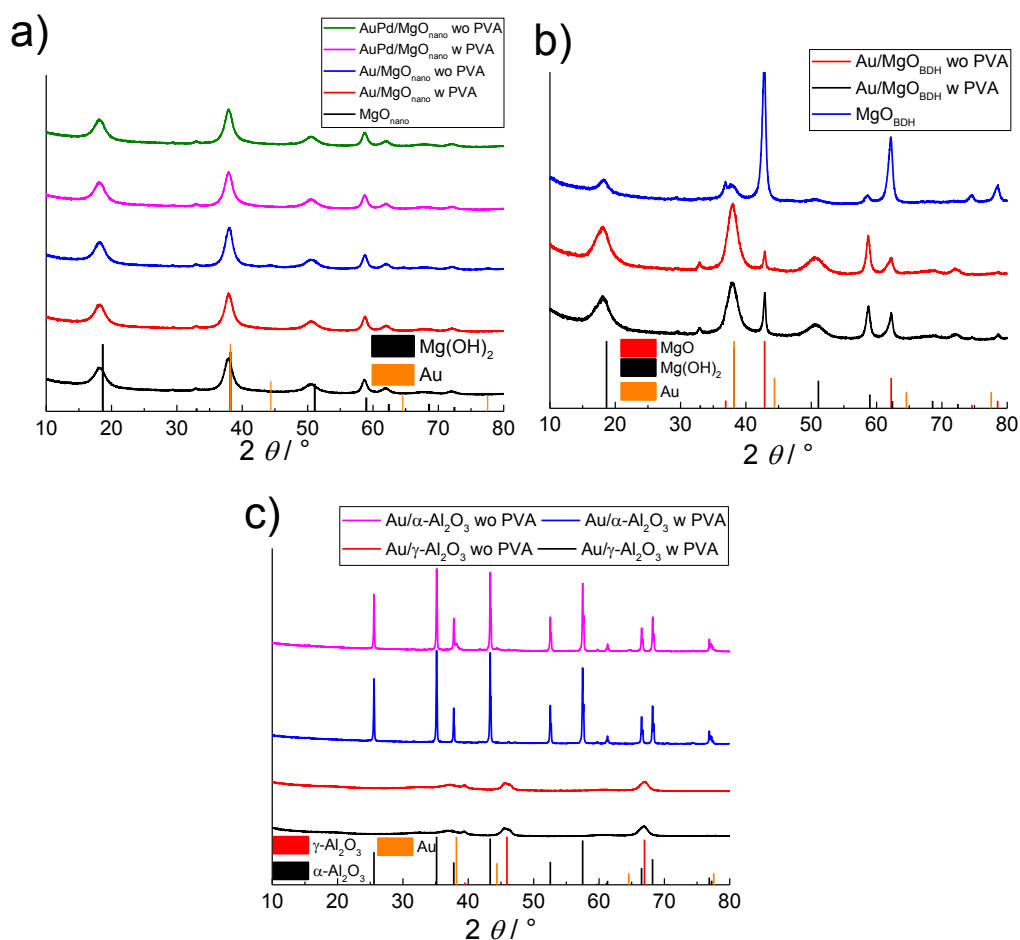 a)
AuPd/MgOnano wo PVA
AuPd/MgOnano w PVA
Au/MgOnano wo PVA
Au/MgOnano w PVA
MgOnano
Mg(OH)2
Au
10 20 30 40 50 60 70 80
2 θ / °
b)
Au/MgOBDH wo PVA
Au/MgOBDH w PVA
MgOBDH
MgO
Mg(OH)2
Au
10 20 30 40 50 60 70 80
2 θ / °
c)
Au/α-Al2O3 wo PVA Au/α-Al2O3 w PVA
Au/γ-Al2O3 wo PVA Au/γ-Al2O3 w PVA
γ-Al2O3 Au
α-Al2O3
10 20 30 40 50 60 70 80
2 θ / °